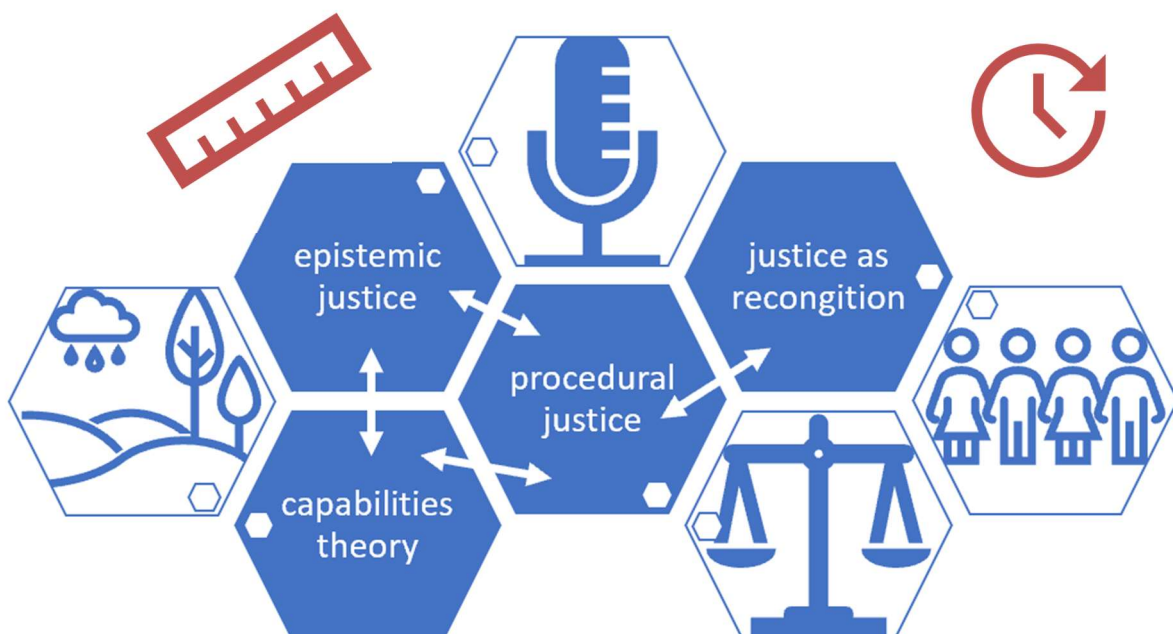 epistemic
justice
justice as
recongition
procedural
justice
capabilities
theory